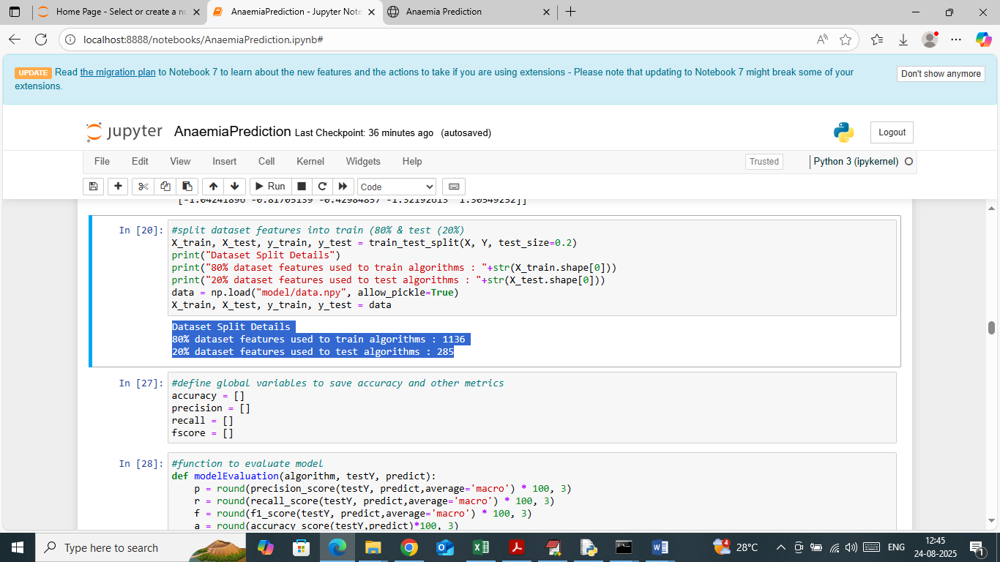 Home Page - Select or create a no
AnaemiaPrediction - Jupyter Note
Anaemia Prediction
localhost:8888/notebooks/AnaemiaPrediction.ipynb#
UPDATE Read the migration plan to Notebook 7 to learn about the new features and the actions to take if you are using extensions - Please note that updating to Notebook 7 might break some of your
extensions.
Don't show anymore
jupyter AnaemiaPrediction Last Checkpoint: 36 minutes ago (autosaved)
Logout
File Edit View Insert Cell Kernel Widgets Help
Trusted
Python 3 (ipykernel)
Run
Code
[-1.04241896 -0.81705139 -0.42984857 -1.32192613 1.30549252]]
In [20]: #split dataset features into train (80% & test (20%)
X_train, X_test, y_train, y_test = train_test_split(X, Y, test_size=0.2)
print("Dataset Split Details")
print("80% dataset features used to train algorithms : "+str(X_train.shape[0]))
print("20% dataset features used to test algorithms : "+str(X_test.shape[0]))
data = np.load("model/data.npy", allow_pickle=True)
X_train, X_test, y_train, y_test = data
Dataset Split Details
80% dataset features used to train algorithms : 1136
20% dataset features used to test algorithms : 285
In [27]: #define global variables to save accuracy and other metrics
accuracy = []
precision = []
recall = []
fscore = []
In [28]: #function to evaluate model
def modelEvaluation(algorithm, testY, predict):
    p = round(precision_score(testY, predict,average='macro') * 100, 3)
    r = round(recall_score(testY, predict,average='macro') * 100, 3)
    f = round(f1_score(testY, predict,average='macro') * 100, 3)
    a = round(accuracy_score(testY,predict)*100, 3)
Type here to search
4
28°C
ENG
12:45
24-08-2025
1